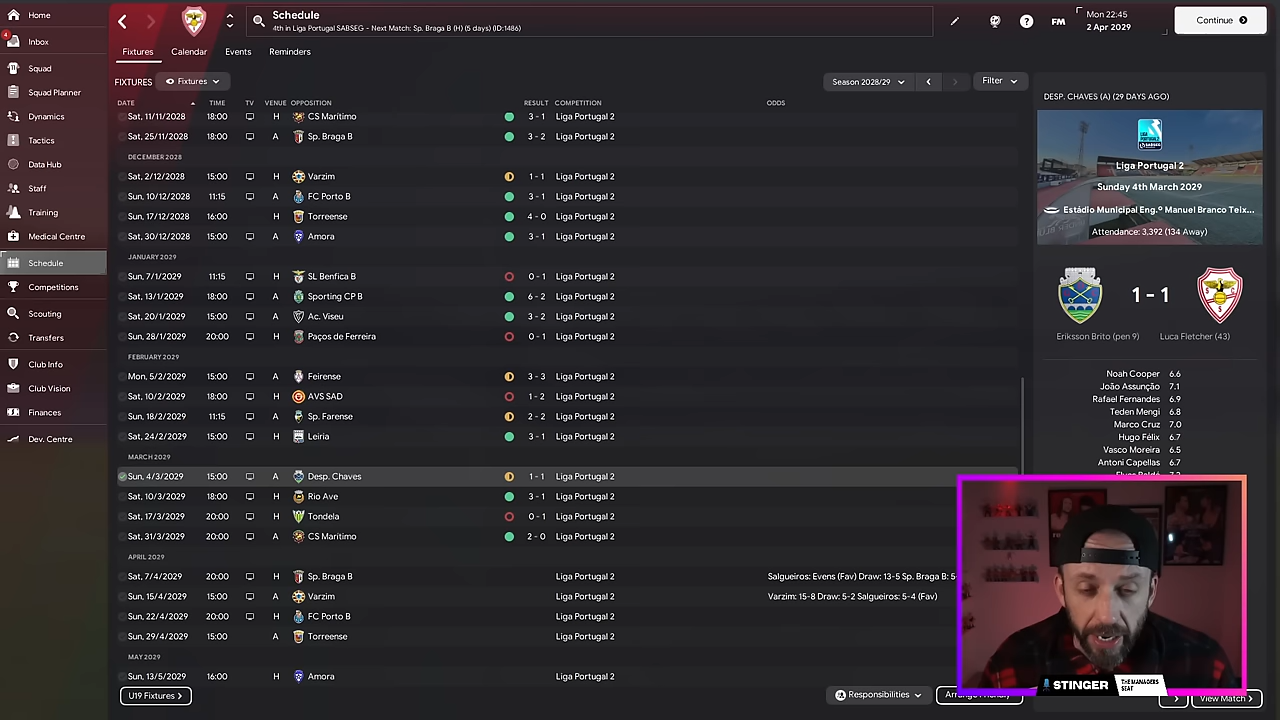 Home
4
Inbox
Squad
Squad Planner
Dynamics
Tactics
Data Hub
Staff
Training
Medical Centre
Schedule
Competitions
Scouting
Transfers
Club Info
Club Vision
Finances
Dev. Centre
Schedule
4th in Liga Portugal SABSEG - Next Match: Sp. Braga B (H) (5 days) (ID:1486)
FM
Mon 22:45
2 Apr 2029
Continue
Fixtures Calendar Events Reminders
FIXTURES Fixtures
Season 2028/29
Filter
DATE TIME TV VENUE OPPOSITION RESULT COMPETITION ODDS
Sat, 11/11/2028 18:00 H CS Marítimo 3 - 1 Liga Portugal 2
Sat, 25/11/2028 18:00 A Sp. Braga B 3 - 2 Liga Portugal 2
DECEMBER 2028
Sat, 2/12/2028 15:00 H Varzim 1 - 1 Liga Portugal 2
Sun, 10/12/2028 11:15 A FC Porto B 3 - 1 Liga Portugal 2
Sun, 17/12/2028 16:00 H Torreense 4 - 0 Liga Portugal 2
Sat, 30/12/2028 15:00 A Amora 3 - 1 Liga Portugal 2
JANUARY 2029
Sun, 7/1/2029 11:15 H SL Benfica B 0 - 1 Liga Portugal 2
Sat, 13/1/2029 18:00 A Sporting CP B 6 - 2 Liga Portugal 2
Sat, 20/1/2029 15:00 A Ac. Viseu 3 - 2 Liga Portugal 2
Sun, 28/1/2029 20:00 H Paços de Ferreira 0 - 1 Liga Portugal 2
FEBRUARY 2029
Mon, 5/2/2029 15:00 A Feirense 3 - 3 Liga Portugal 2
Sat, 10/2/2029 18:00 H AVS SAD 1 - 2 Liga Portugal 2
Sun, 18/2/2029 11:15 A Sp. Farense 2 - 2 Liga Portugal 2
Sat, 24/2/2029 15:00 H Leiria 3 - 1 Liga Portugal 2
MARCH 2029
Sun, 4/3/2029 15:00 A Desp. Chaves 1 - 1 Liga Portugal 2
Sat, 10/3/2029 18:00 H Rio Ave 3 - 1 Liga Portugal 2
Sat, 17/3/2029 20:00 H Tondela 0 - 1 Liga Portugal 2
Sat, 31/3/2029 20:00 A CS Marítimo 2 - 0 Liga Portugal 2
APRIL 2029
Sat, 7/4/2029 20:00 H Sp. Braga B Liga Portugal 2 Salgueiros: Evens (Fav) Draw: 13-5 Sp. Braga B: 5-
Sun, 15/4/2029 15:00 A Varzim Liga Portugal 2 Varzim: 15-8 Draw: 5-2 Salgueiros: 5-4 (Fav)
Sun, 22/4/2029 20:00 H FC Porto B Liga Portugal 2
Sun, 29/4/2029 15:00 A Torreense Liga Portugal 2
MAY 2029
Sun, 13/5/2029 16:00 H Amora Liga Portugal 2
U19 Fixtures >
Responsibilities
DESP. CHAVES (A) (29 DAYS AGO)
Liga Portugal 2
Sunday 4th March 2029
Estádio Municipal Eng.º Manuel Branco Teix...
Attendance: 3,392 (134 Away)
1 - 1
Eriksson Brito (pen 9) Luca Fletcher (43)
Noah Cooper 6.6
João Assunção 7.1
Rafael Fernandes 6.9
Teden Mengi 6.8
Marco Cruz 7.0
Hugo Félix 6.7
Vasco Moreira 6.5
Antoni Capellas 6.7
STINGER THE MANAGERS SEAT
View Match >